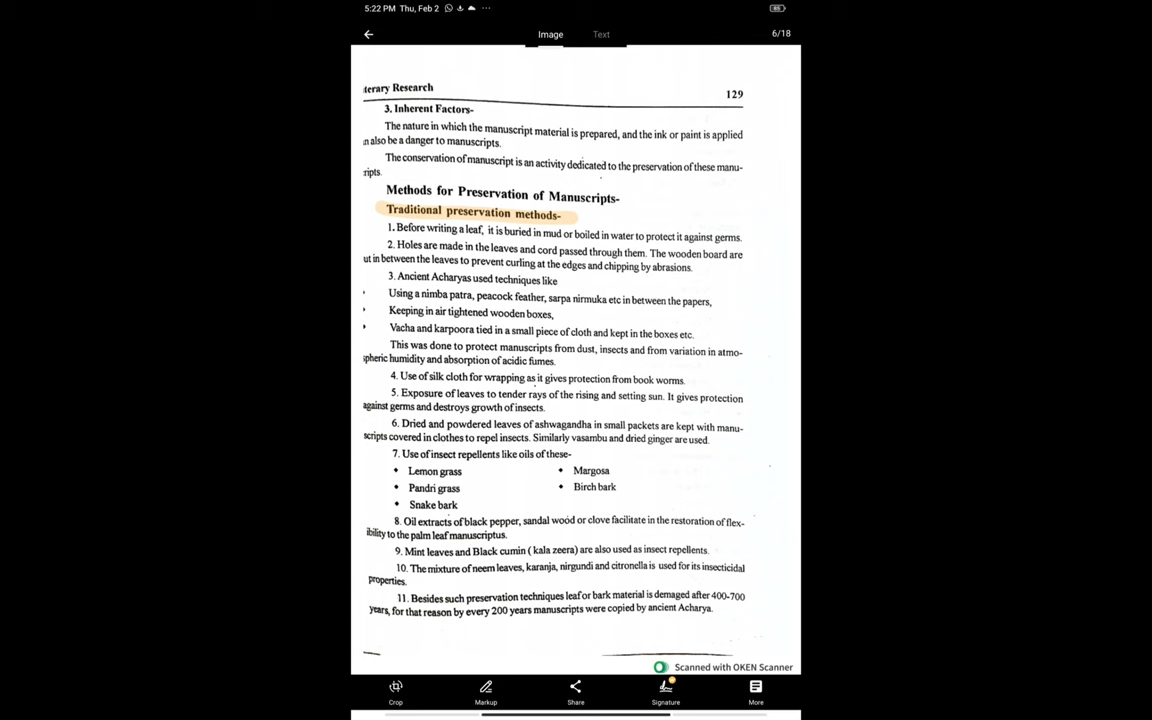 5:22 PM Thu, Feb 2
85
Image
Text
6/18
terary Research
129
3. Inherent Factors-
The nature in which the manuscript material is prepared, and the ink or paint is applied
n also be a danger to manuscripts.
The conservation of manuscript is an activity dedicated to the preservation of these manu-
ripts.
Methods for Preservation of Manuscripts-
Traditional preservation methods-
1. Before writing a leaf, it is buried in mud or boiled in water to protect it against germs.
2. Holes are made in the leaves and cord passed through them. The wooden board are
ut in between the leaves to prevent curling at the edges and chipping by abrasions.
3. Ancient Acharyas used techniques like
Using a nimba patra, peacock feather, sarpa nirmuka etc in between the papers,
Keeping in air tightened wooden boxes,
Vacha and karpoora tied in a small piece of cloth and kept in the boxes etc.
This was done to protect manuscripts from dust, insects and from variation in atmo-
spheric humidity and absorption of acidic fumes.
4. Use of silk cloth for wrapping as it gives protection from book worms.
5. Exposure of leaves to tender rays of the rising and setting sun. It gives protection
against germs and destroys growth of insects.
6. Dried and powdered leaves of ashwagandha in small packets are kept with manu-
scripts covered in clothes to repel insects. Similarly vasambu and dried ginger are used.
7. Use of insect repellents like oils of these-
• Lemon grass
• Margosa
• Pandri grass
• Birch bark
• Snake bark
8. Oil extracts of black pepper, sandal wood or clove facilitate in the restoration of flex-
ibility to the palm leaf manuscriptus.
9. Mint leaves and Black cumin ( kala zeera) are also used as insect repellents.
10. The mixture of neem leaves, karanja, nirgundi and citronella is used for its insecticidal
properties.
11. Besides such preservation techniques leaf or bark material is demaged after 400-700
years, for that reason by every 200 years manuscripts were copied by ancient Acharya.
Scanned with OKEN Scanner
Crop
Markup
Share
Signature
More